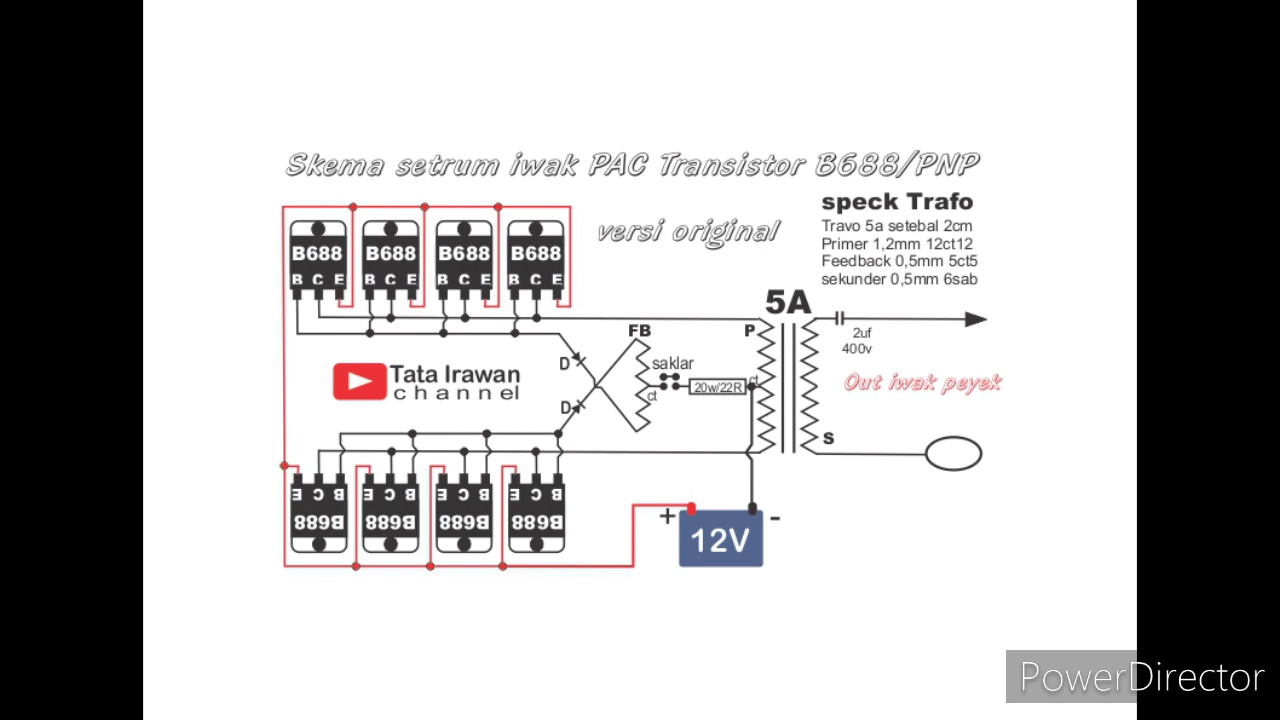 Skema setrum iwak PAC Transistor B688/PNP
versi original
speck Trafo
Travo 5a setebal 2cm
Primer 1,2mm 12ct12
Feedback 0,5mm 5ct5
sekunder 0,5mm 6sab
B688 B688 B688 B688
B C E B C E B C E B C E
5A
P
FB
2uf
400v
D
saklar
20w/22R
ct
ct
Out iwak peyek
Tata Irawan
channel
D
S
B C E B C E B C E B C E
B688 B688 B688 B688
+ -
12V
PowerDirector